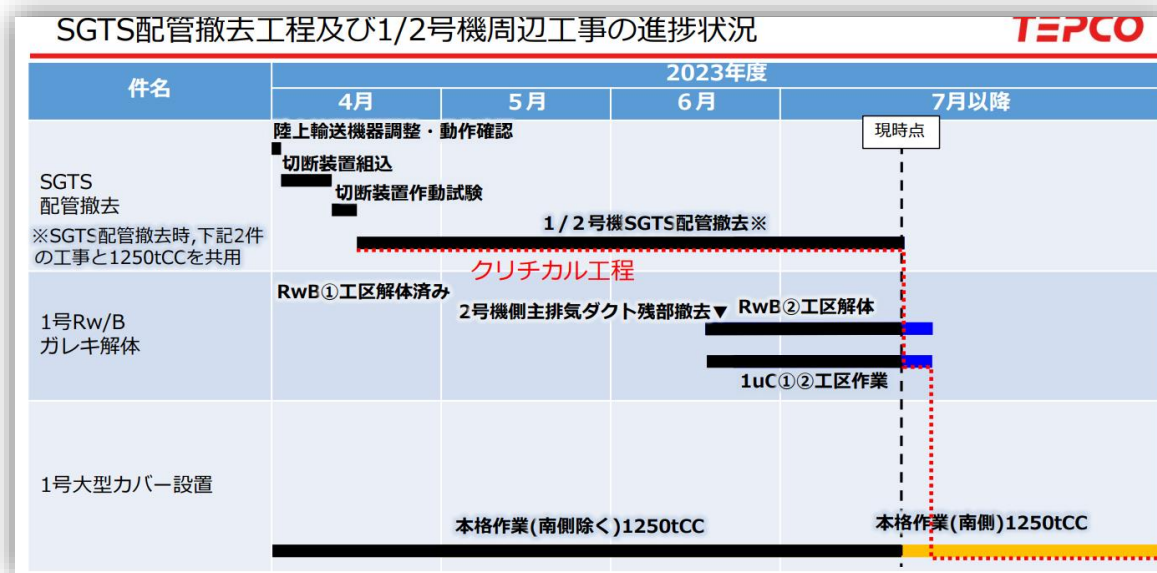 SGTS配管撤去工程及び1/2号機周辺工事の進捗状況
TEPCO
件名
2023年度
4月
5月
6月
7月以降
現時点
陸上輸送機器調整・動作確認
切断装置組込
切断装置作動試験
SGTS
配管撤去
※SGTS配管撤去時,下記2件
の工事と1250tCCを共用
1/2号機SGTS配管撤去※
クリチカル工程
RwB①工区解体済み
2号機側主排気ダクト残部撤去▼
RwB②工区解体
1号Rw/B
ガレキ解体
1uC①②工区作業
1号大型カバー設置
本格作業(南側除く)1250tCC
本格作業(南側)1250tCC